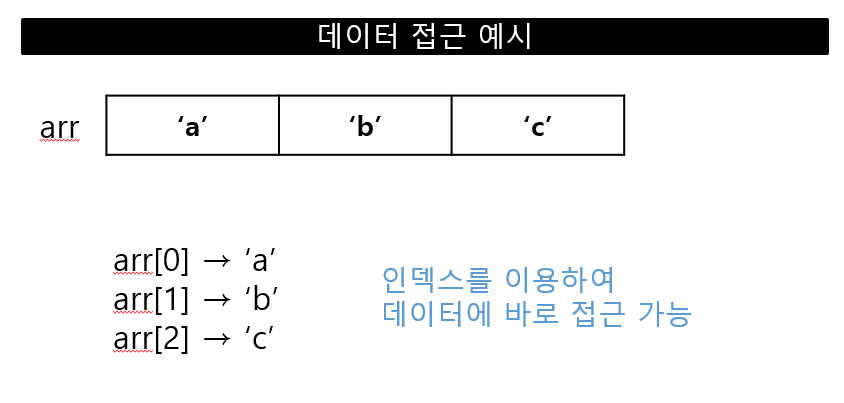 데이터 접근 예시
arr ‘a’ ‘b’ ‘c’
arr[0] → ‘a’
arr[1] → ‘b’
arr[2] → ‘c’
인덱스를 이용하여
데이터에 바로 접근 가능